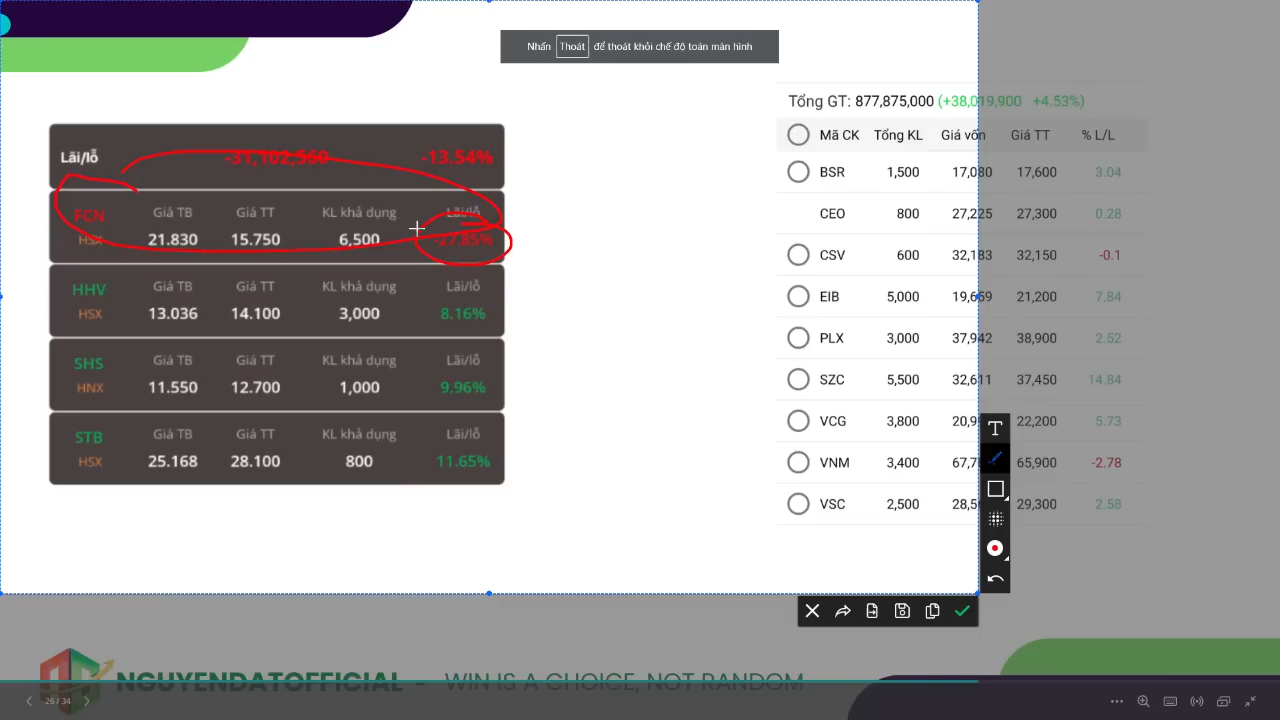 Nhấn Thoát để thoát khỏi chế độ toàn màn hình
Lãi/lỗ -31,102,560 -13.54%
FCN Giá TB Giá TT KL khả dụng Lãi/lỗ
HSX 21.830 15.750 6,500 -27.85%
HHV Giá TB Giá TT KL khả dụng Lãi/lỗ
HSX 13.036 14.100 3,000 8.16%
SHS Giá TB Giá TT KL khả dụng Lãi/lỗ
HNX 11.550 12.700 1,000 9.96%
STB Giá TB Giá TT KL khả dụng Lãi/lỗ
HSX 25.168 28.100 800 11.65%
Tổng GT: 877,875,000 (+38,019,900 +4.53%)
Mã CK Tổng KL Giá vốn Giá TT % L/L
BSR 1,500 17,080 17,600 3.04
CEO 800 27,225 27,300 0.28
CSV 600 32,183 32,150 -0.1
EIB 5,000 19,659 21,200 7.84
PLX 3,000 37,942 38,900 2.52
SZC 5,500 32,611 37,450 14.84
VCG 3,800 22,200 5.73
VNM 3,400 65,900 -2.78
VSC 2,500 29,300 2.58
T
NGUYENDATOFFICIAL - WIN IS A CHOICE, NOT RANDOM
26 / 34